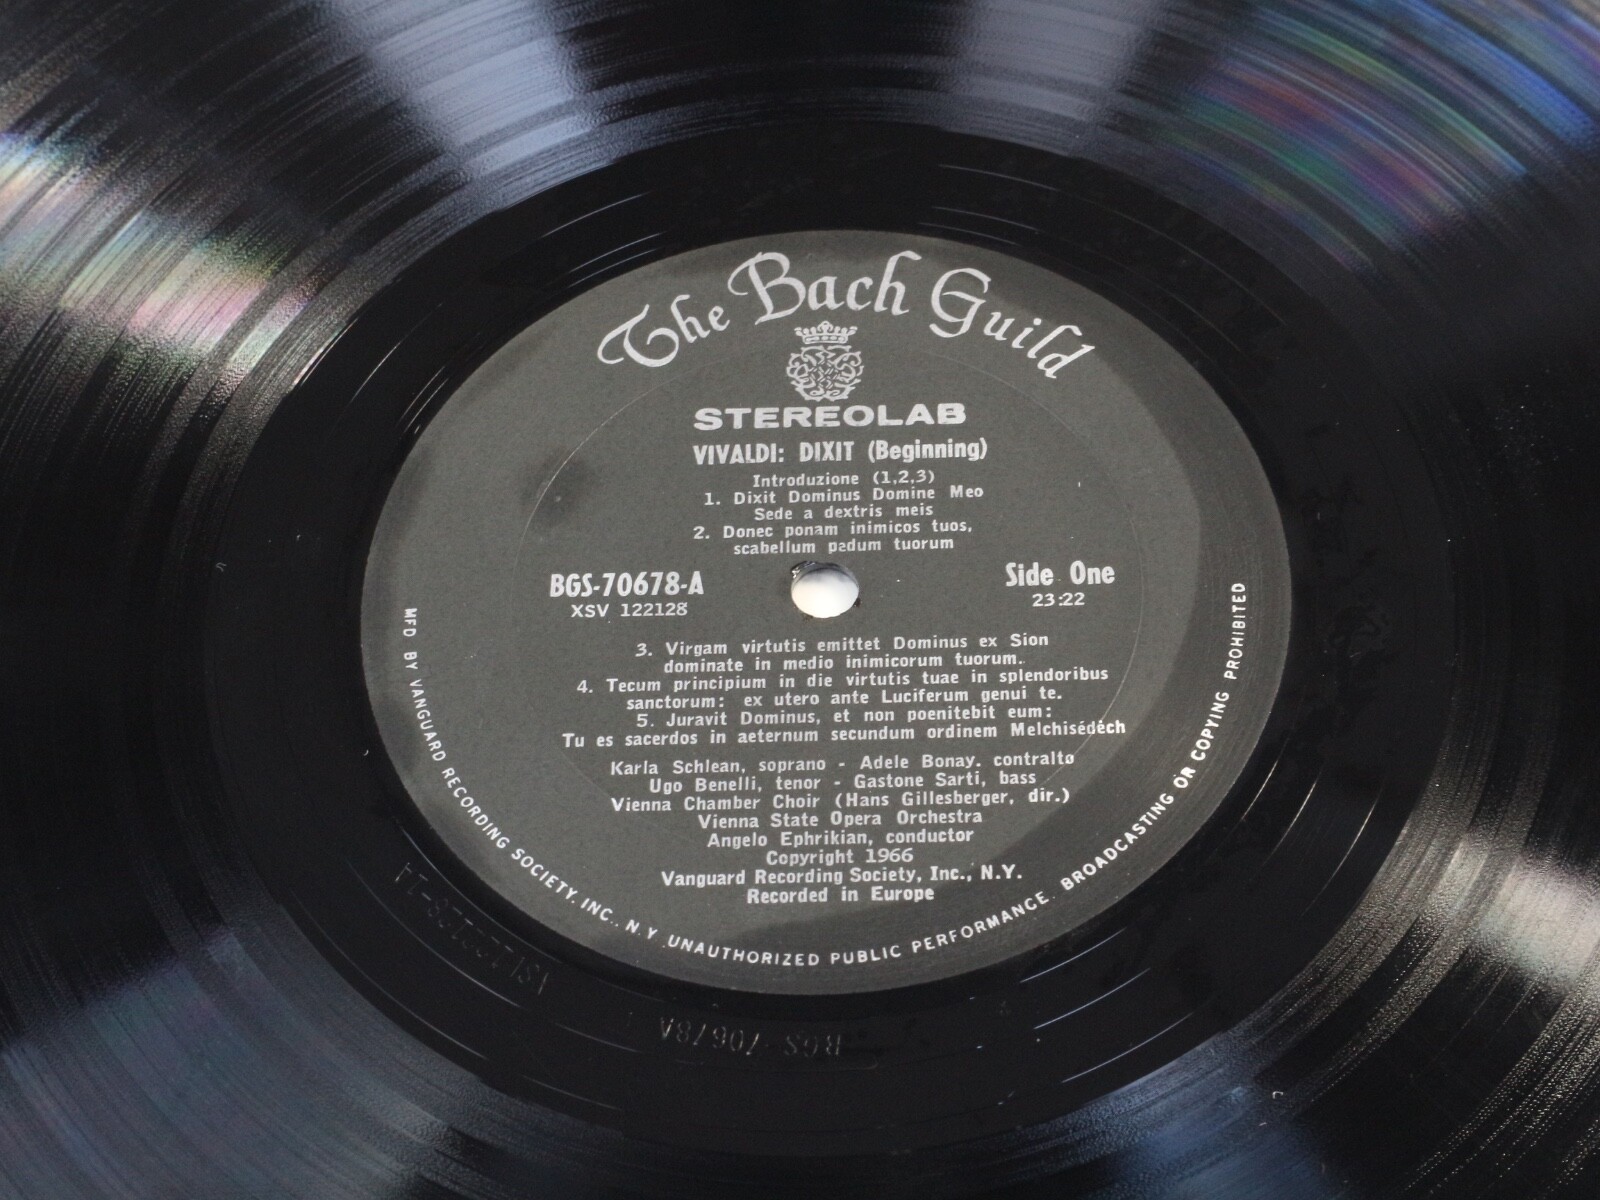 The Bach Guild
STEREOLAB
VIVALDI: DIXIT (Beginning)
Introduzione (1,2,3)
1. Dixit Dominus Domine Meo
Sede a dextris meis
2. Donec ponam inimicos tuos,
scabellum padum tuorum
BGS-70678-A
XSV 122128
Side One
23:22
3. Virgam virtutis emittet Dominus ex Sion
dominate in medio inimicorum tuorum.
4. Tecum principium in die virtutis tuae in splendoribus
sanctorum: ex utero ante Luciferum genui te.
5. Juravit Dominus, et non poenitebit eum:
Tu es sacerdos in aeternum secundum ordinem Melchisédèch
Karla Schlean, soprano - Adele Bonay. contralto
Ugo Benelli, tenor - Gastone Sarti, bass
Vienna Chamber Choir (Hans Gillesberger, dir.)
Vienna State Opera Orchestra
Angelo Ephrikian, conductor
Copyright 1966
Vanguard Recording Society, Inc., N.Y.
Recorded in Europe
MFD BY VANGUARD RECORDING SOCIETY, INC., N.Y. UNAUTHORIZED PUBLIC PERFORMANCE. BROADCASTING OR COPYING PROHIBITED
BGS-70678A